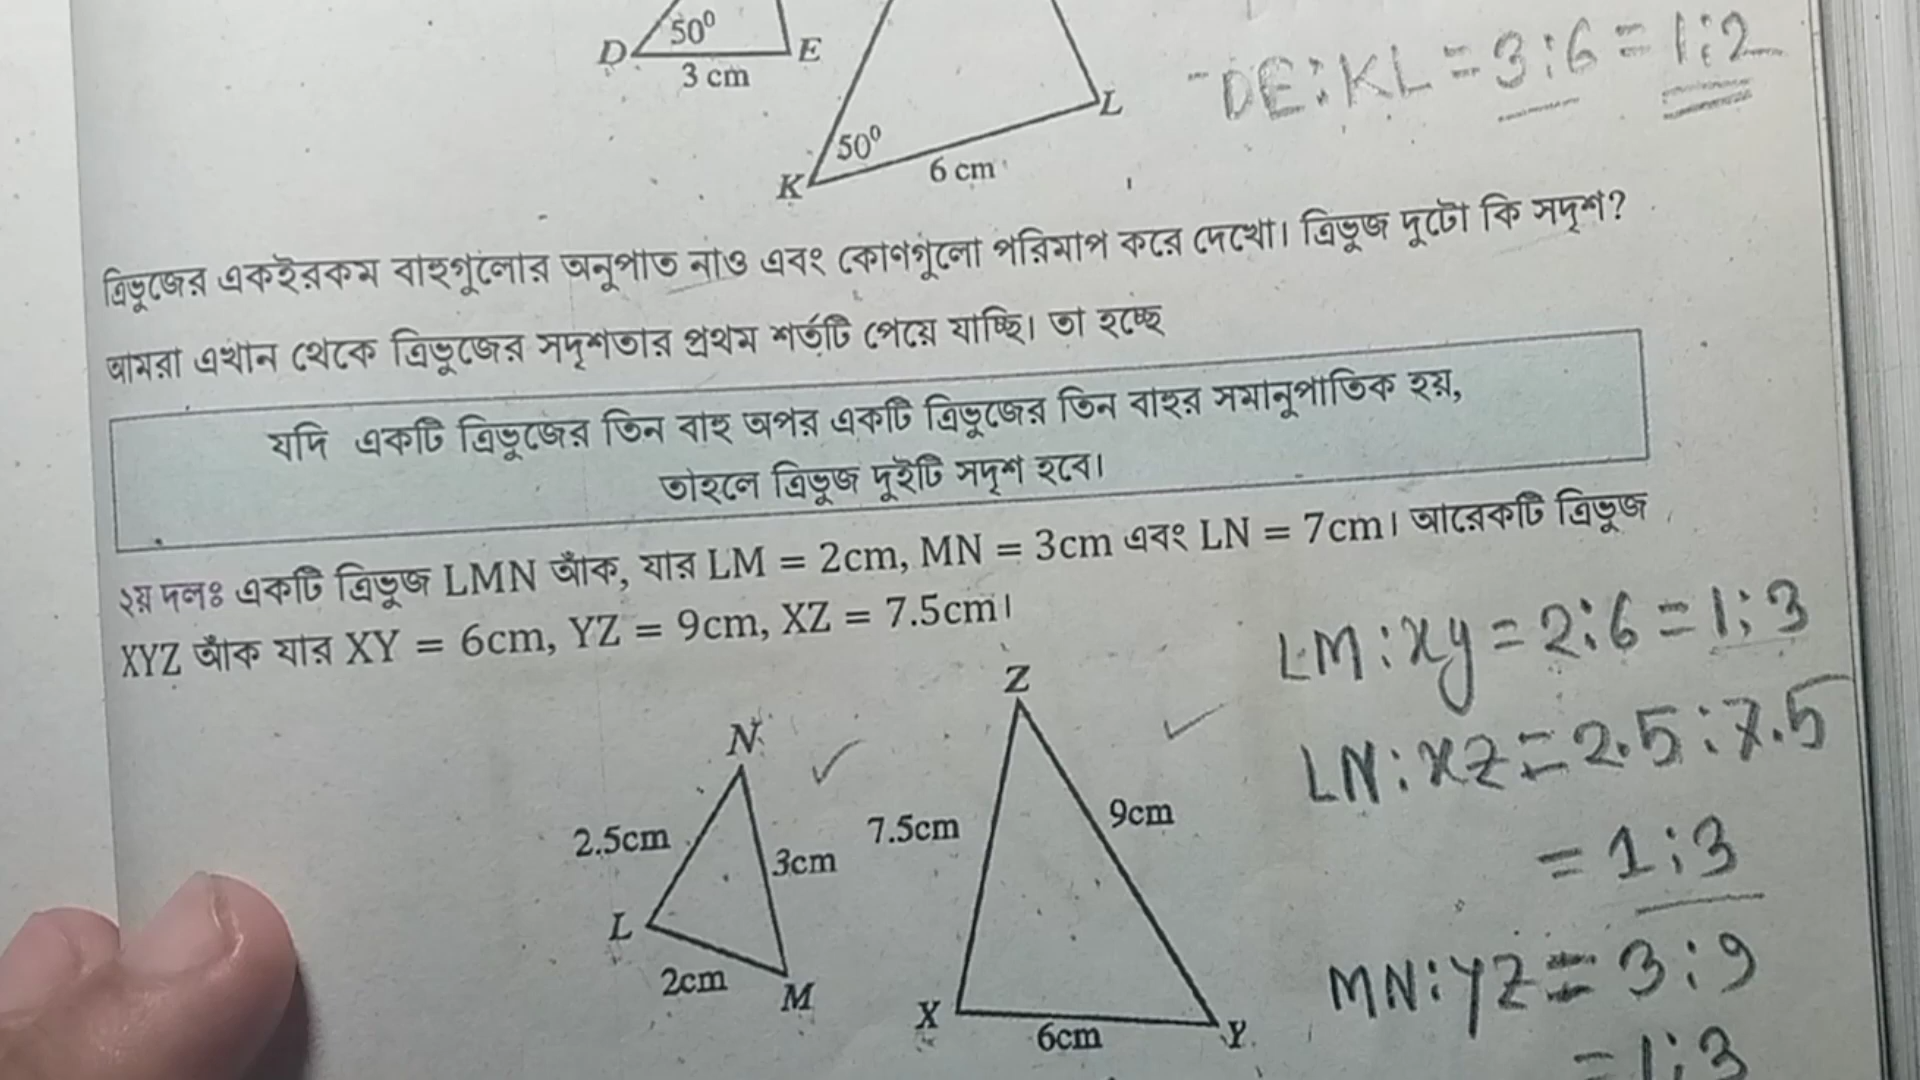 50⁰
D E
3 cm
DE : KL = 3 : 6 = 1 : 2
L
50⁰
K 6 cm
ত্রিভুজের একইরকম বাহুগুলোর অনুপাত নাও এবং কোণগুলো পরিমাপ করে দেখো। ত্রিভুজ দুটো কি সদৃশ?
আমরা এখান থেকে ত্রিভুজের সদৃশতার প্রথম শর্তটি পেয়ে যাচ্ছি। তা হচ্ছে
যদি একটি ত্রিভুজের তিন বাহু অপর একটি ত্রিভুজের তিন বাহুর সমানুপাতিক হয়,
তাহলে ত্রিভুজ দুইটি সদৃশ হবে।
২য় দলঃ একটি ত্রিভুজ LMN আঁক, যার LM = 2cm, MN = 3cm এবং LN = 7cm। আরেকটি ত্রিভুজ
XYZ আঁক যার XY = 6cm, YZ = 9cm, XZ = 7.5cm।
LM : XY = 2 : 6 = 1 : 3
LN : XZ = 2.5 : 7.5
= 1 : 3
MN : YZ = 3 : 9
= 1 : 3
N
2.5cm 3cm
L
2cm M
Z
7.5cm 9cm
X Y
6cm